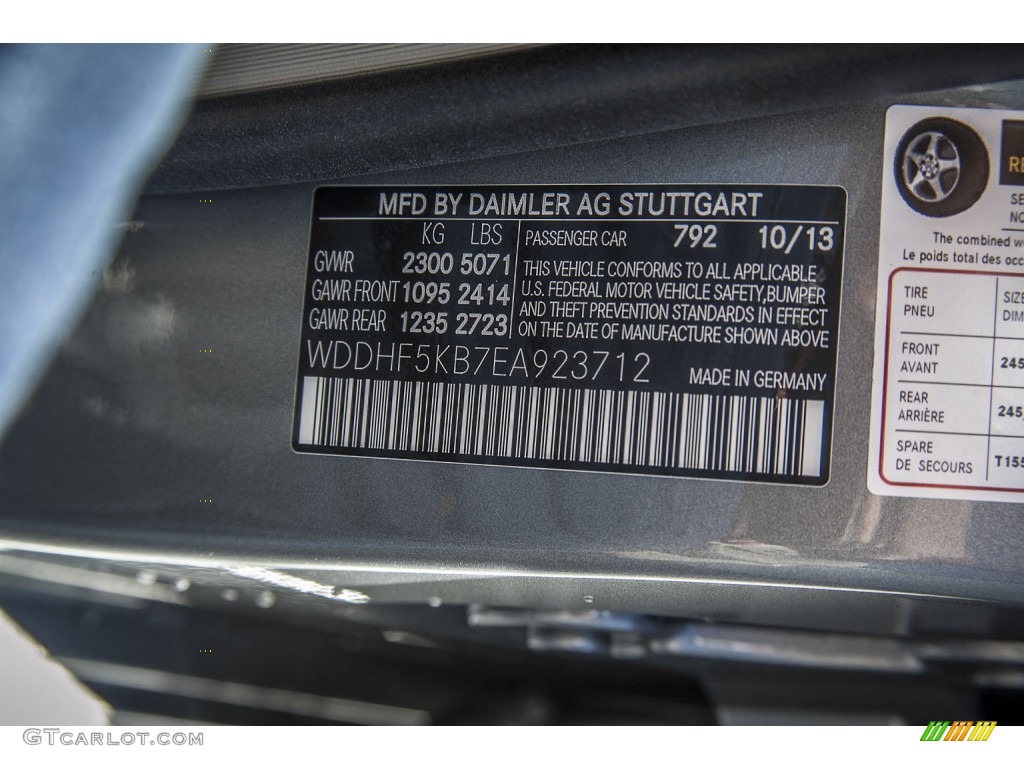 MFD BY DAIMLER AG STUTTGART
KG LBS
GVWR 2300 5071
GAWR FRONT 1095 2414
GAWR REAR 1235 2723
PASSENGER CAR 792 10/13
THIS VEHICLE CONFORMS TO ALL APPLICABLE
U.S. FEDERAL MOTOR VEHICLE SAFETY,BUMPER
AND THEFT PREVENTION STANDARDS IN EFFECT
ON THE DATE OF MANUFACTURE SHOWN ABOVE
WDDHF5KB7EA923712
MADE IN GERMANY
The combined
Le poids total des
TIRE
PNEU
FRONT
AVANT
245
REAR
ARRIÈRE
245
SPARE
DE SECOURS
T155
GTCARLOT.COM